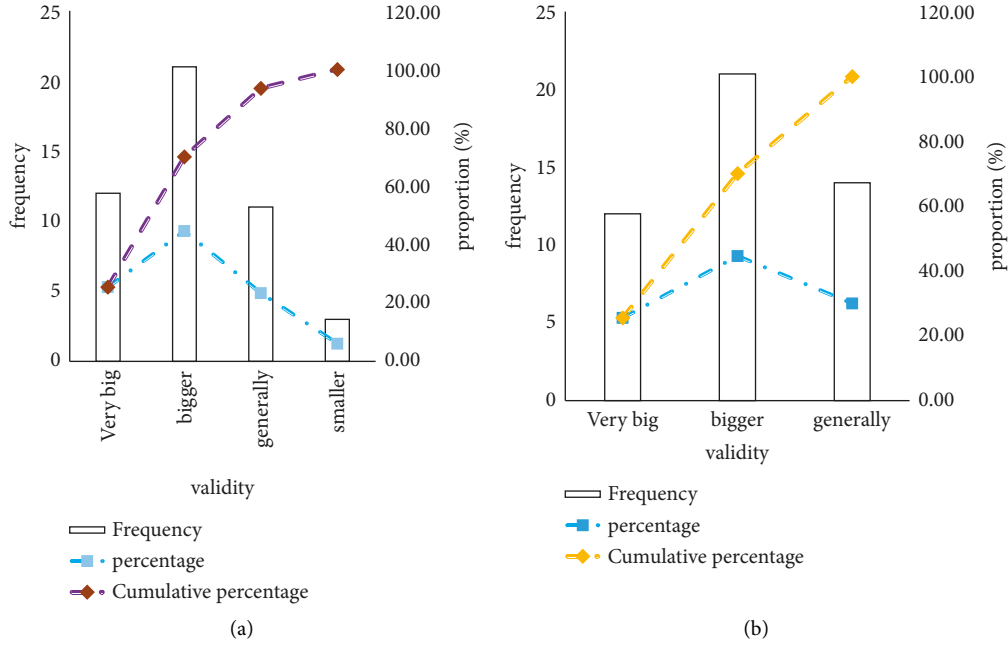 25
20
15
10
5
0
frequency
120.00
100.00
80.00
60.00
40.00
20.00
0.00
proportion (%)
Very big
bigger
generally
smaller
validity
Frequency
percentage
Cumulative percentage
(a)
25
20
15
10
5
0
frequency
120.00
100.00
80.00
60.00
40.00
20.00
0.00
proportion (%)
Very big bigger generally
validity
Frequency
percentage
Cumulative percentage
(b)